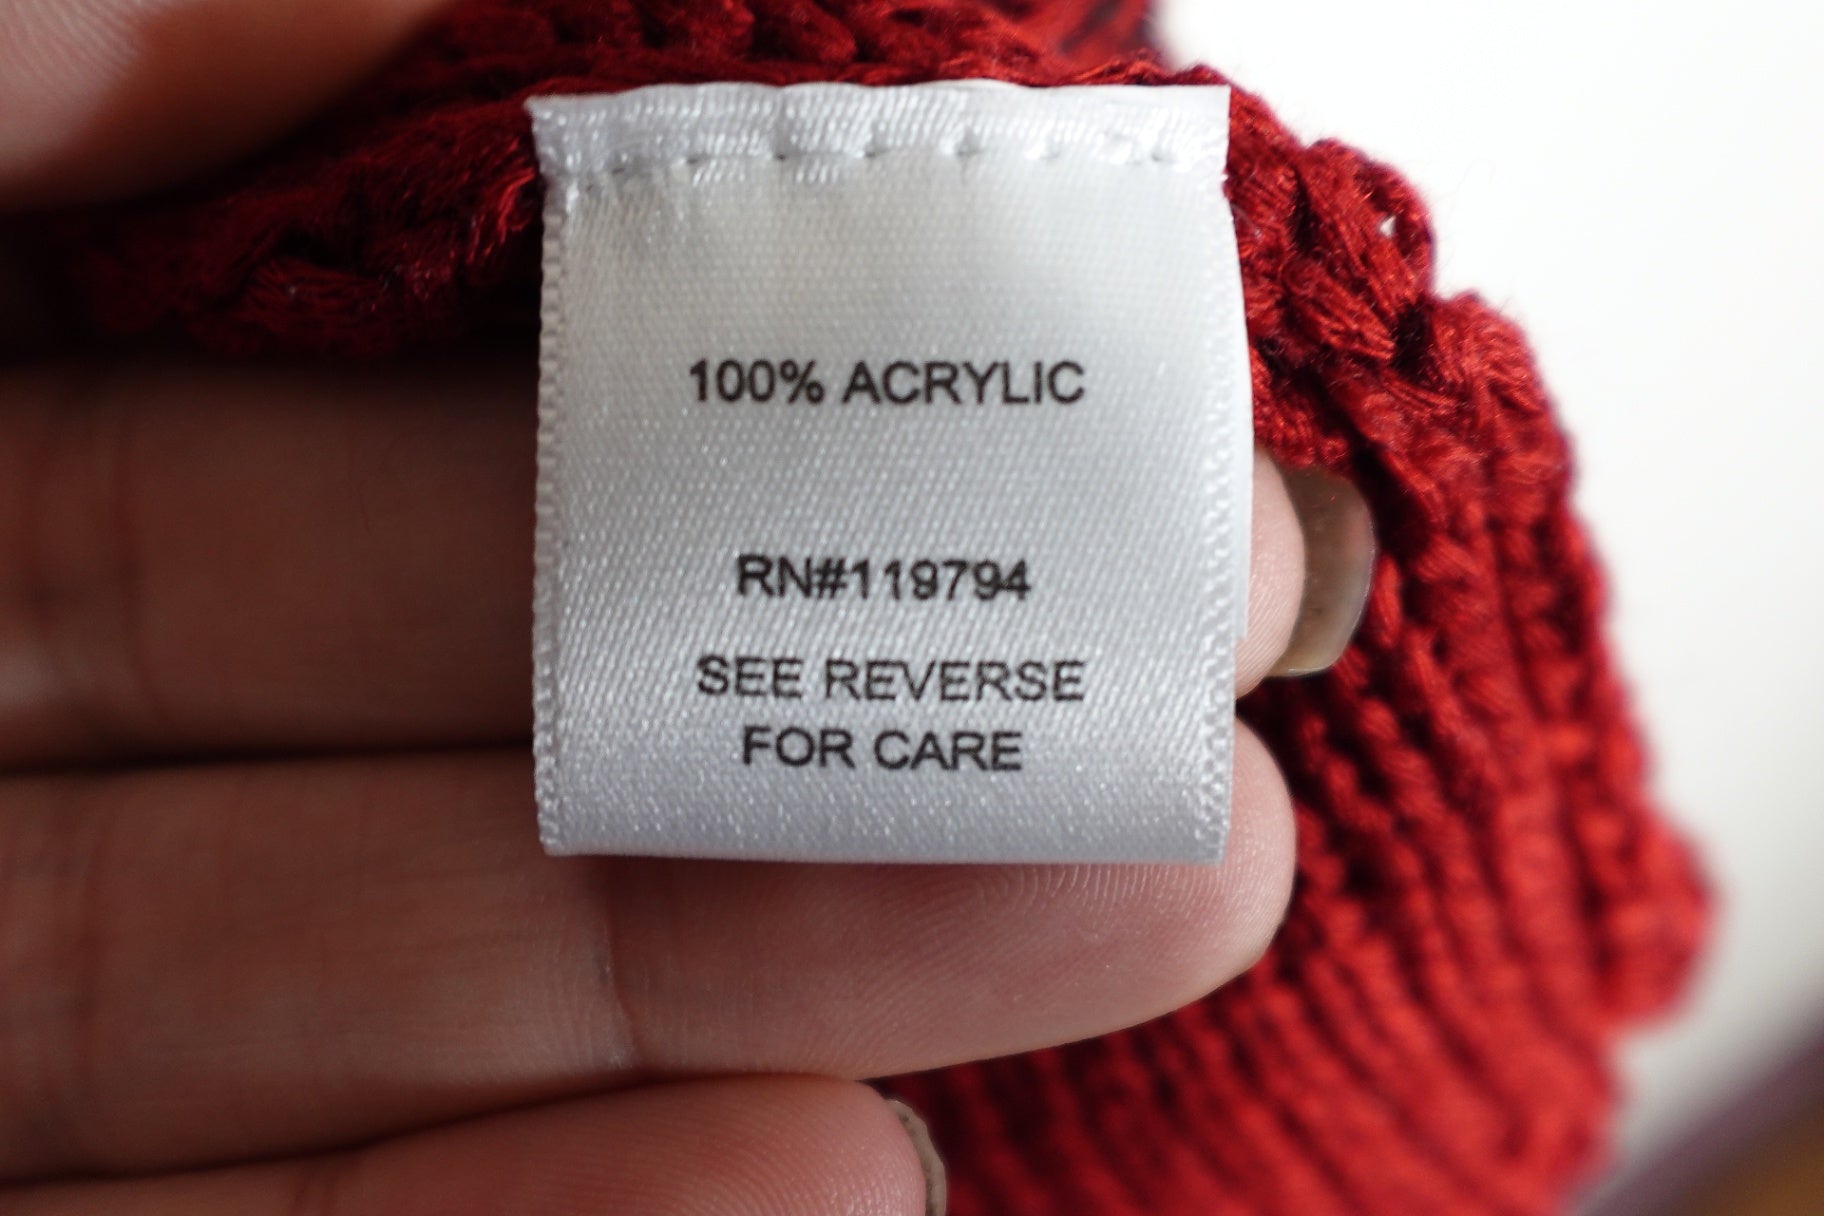 100% ACRYLIC
RN#119794
SEE REVERSE
FOR CARE